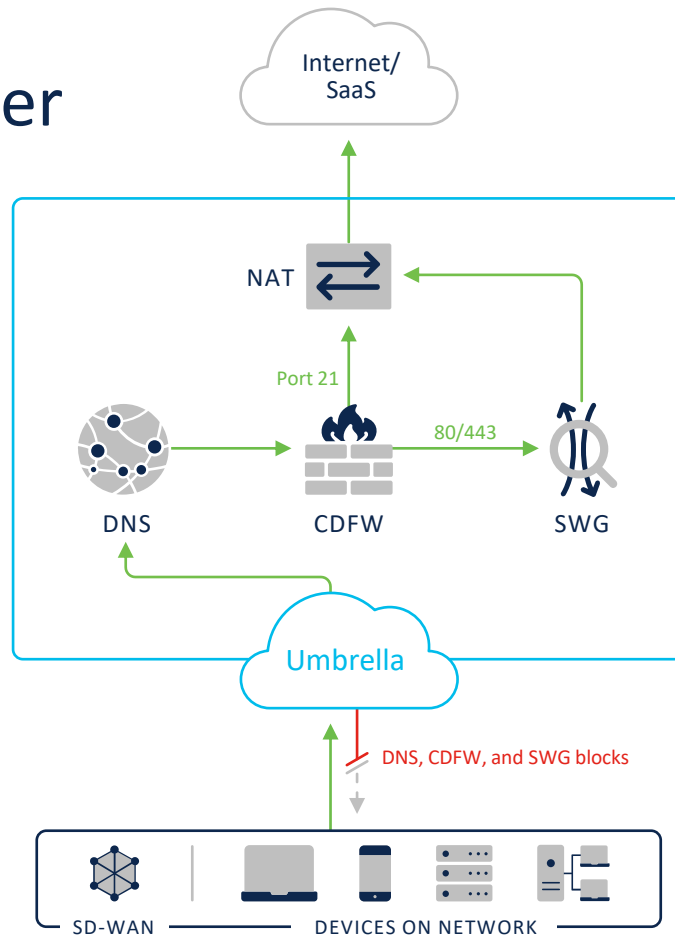 er
Internet/
SaaS
NAT
Port 21
80/443
DNS
CDFW
SWG
Umbrella
DNS, CDFW, and SWG blocks
SD-WAN
DEVICES ON NETWORK